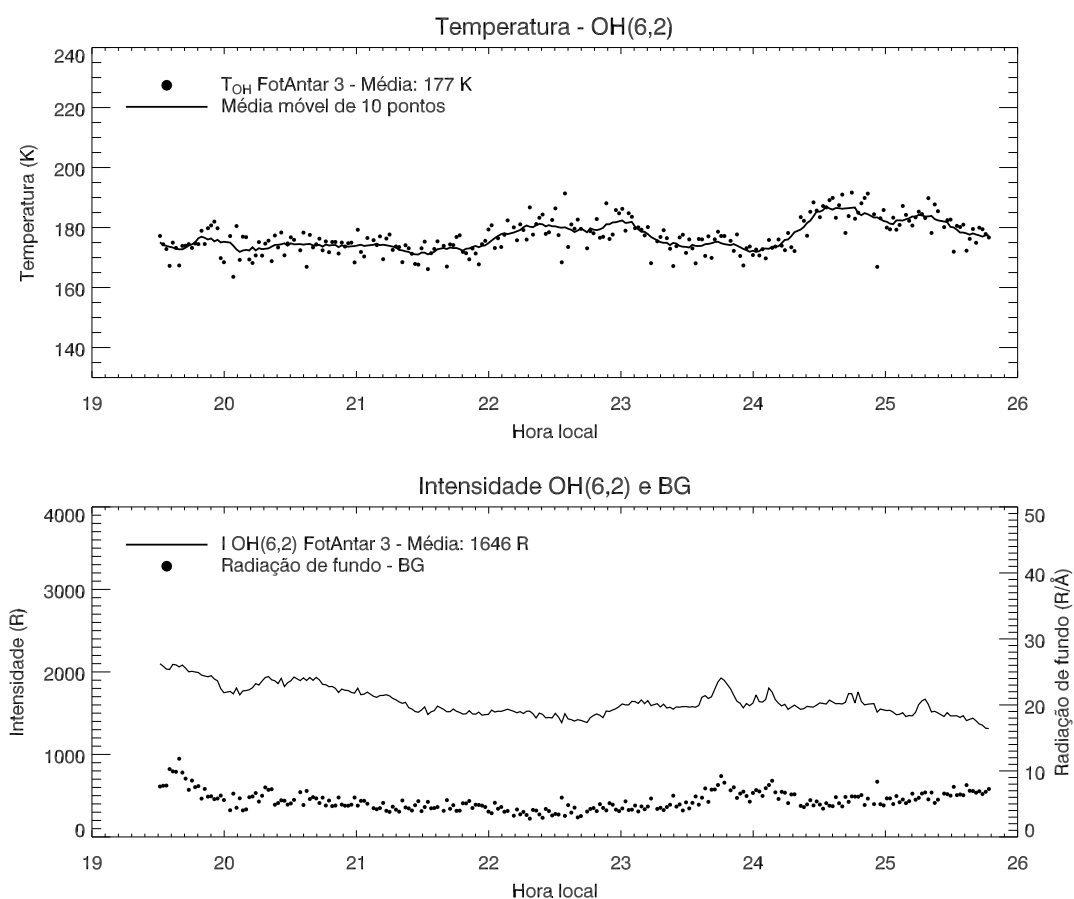 Temperatura - OH(6,2)
240
220
200
180
160
140
Temperatura (K)
T_OH FotAntar 3 - Média: 177 K
Média móvel de 10 pontos
19 20 21 22 23 24 25 26
Hora local
Intensidade OH(6,2) e BG
4000
3000
2000
1000
0
Intensidade (R)
I OH(6,2) FotAntar 3 - Média: 1646 R
Radiação de fundo - BG
50
40
30
20
10
0
Radiação de fundo (R/Å)
19 20 21 22 23 24 25 26
Hora local